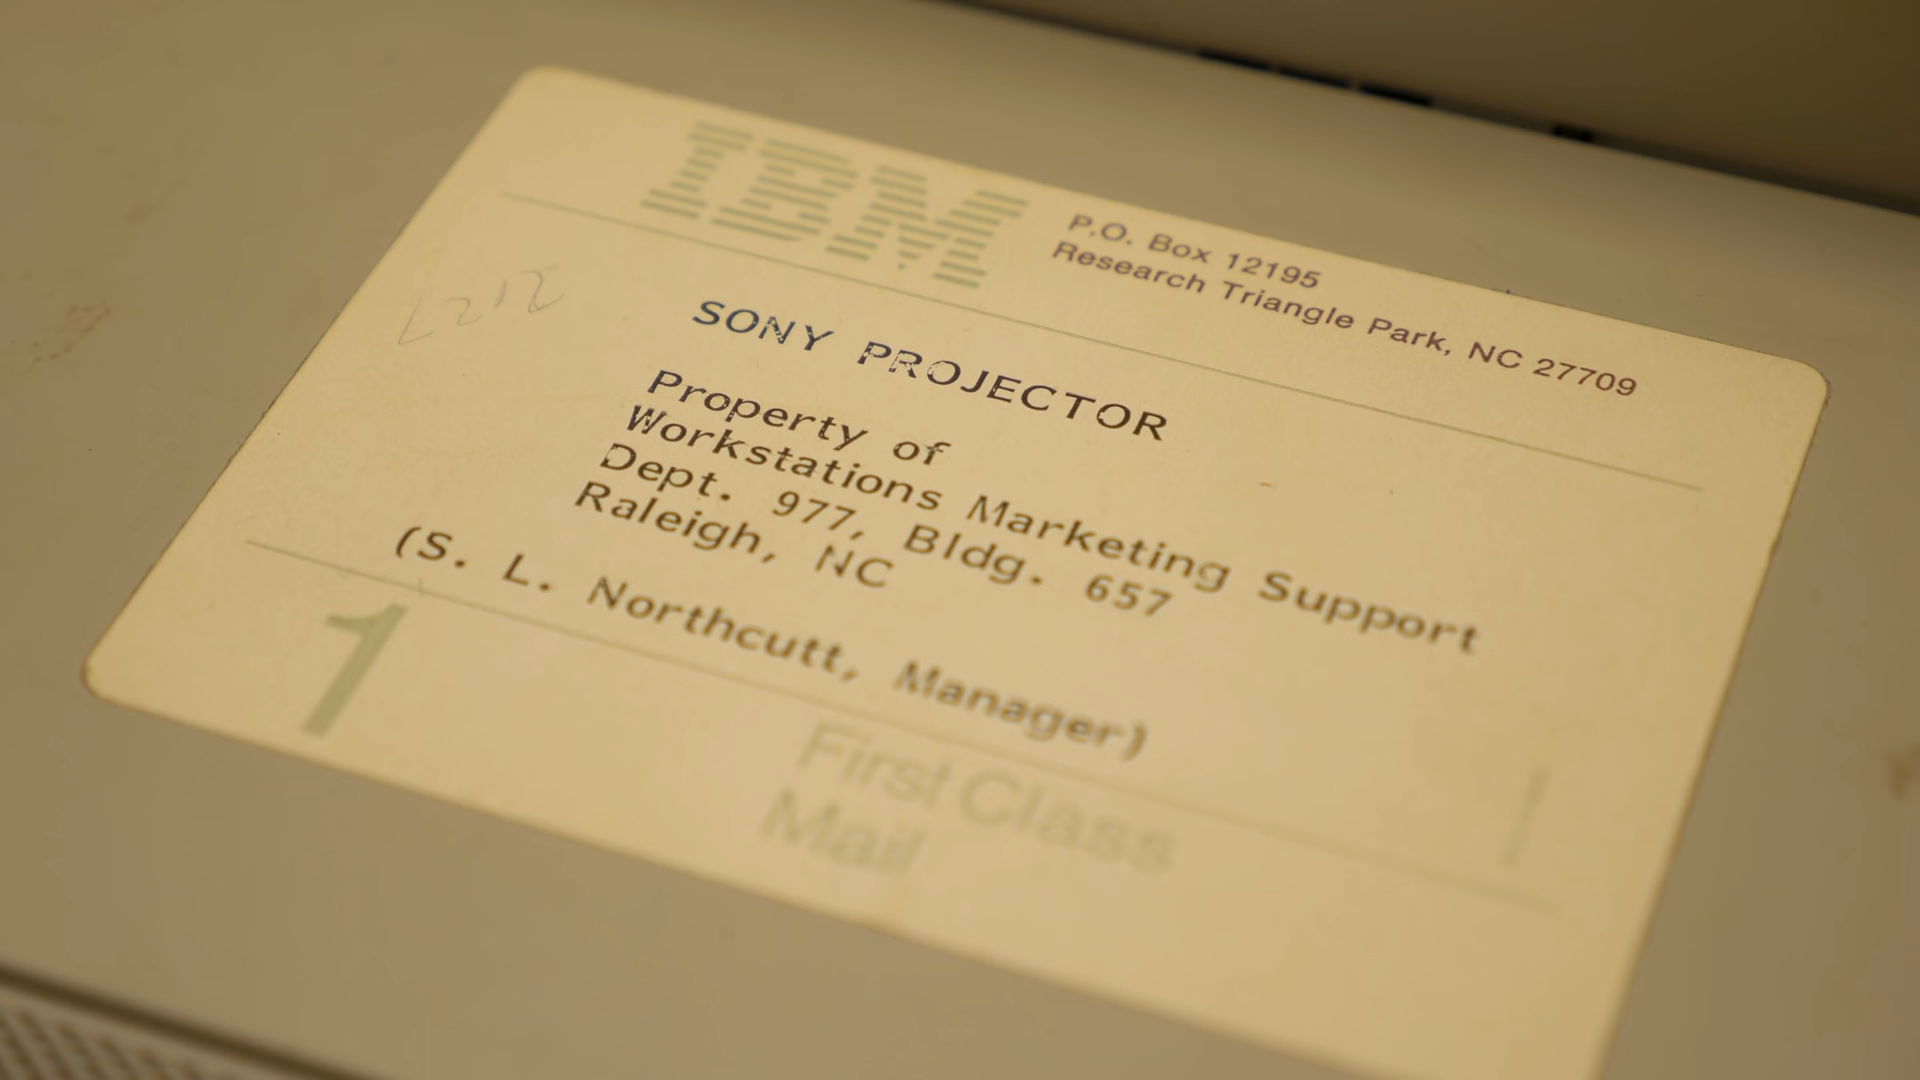 IBM
P.O. Box 12195
Research Triangle Park, NC 27709
SONY PROJECTOR
Property of
Workstations Marketing Support
Dept. 977, Bldg. 657
Raleigh, NC
(S. L. Northcutt, Manager)
1
First Class
Mail